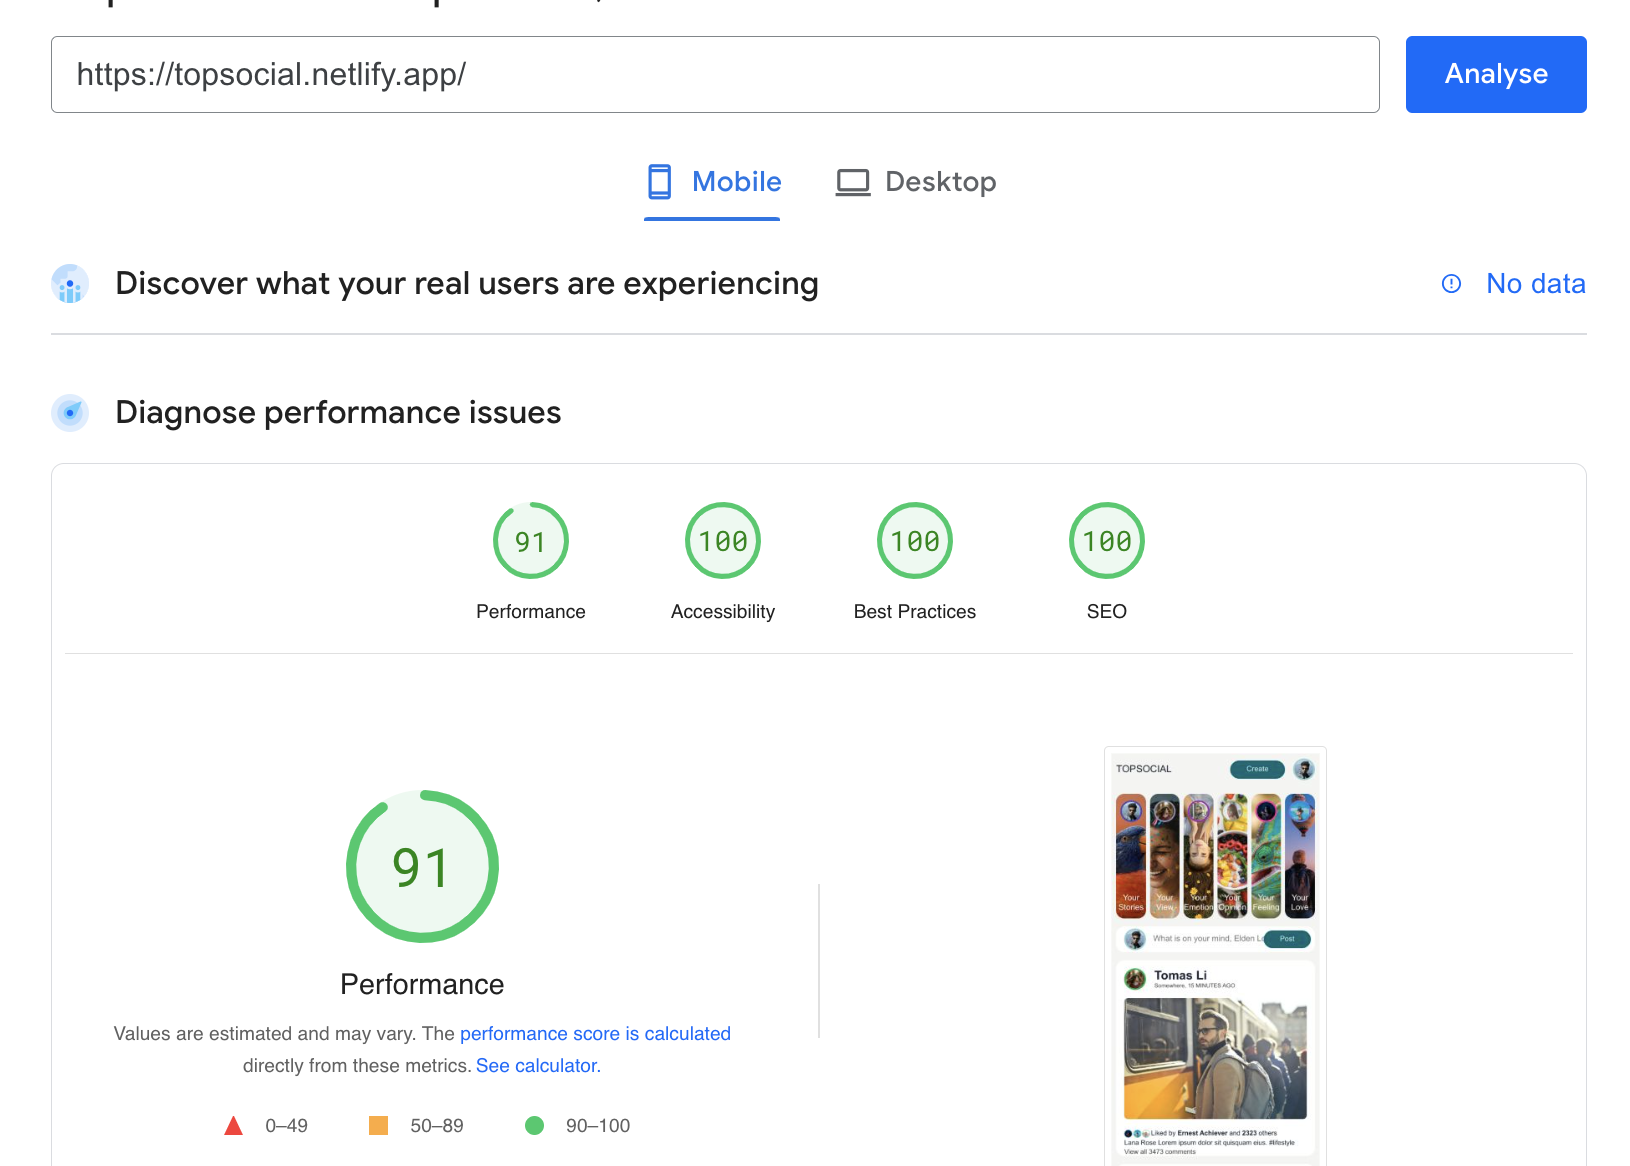 https://topsocial.netlify.app/
Analyse
Mobile
Desktop
Discover what your real users are experiencing
No data
Diagnose performance issues
91
100
100
100
Performance
Accessibility
Best Practices
SEO
91
Performance
Values are estimated and may vary. The performance score is calculated
directly from these metrics. See calculator.
0–49
50–89
90–100
TOPSOCIAL
Create
Your Stories
Your View
Your Emotion
Your Opinion
Your Feeling
Your Love
What is on your mind, Elden
Post
Tomas Li
Somewhere, 15 MINUTES AGO
Liked by Ernest Achiever and 2323 others
Lana Rose Lorem ipsum dolor sit quisquam eius. #lifestyle
View all 3473 comments